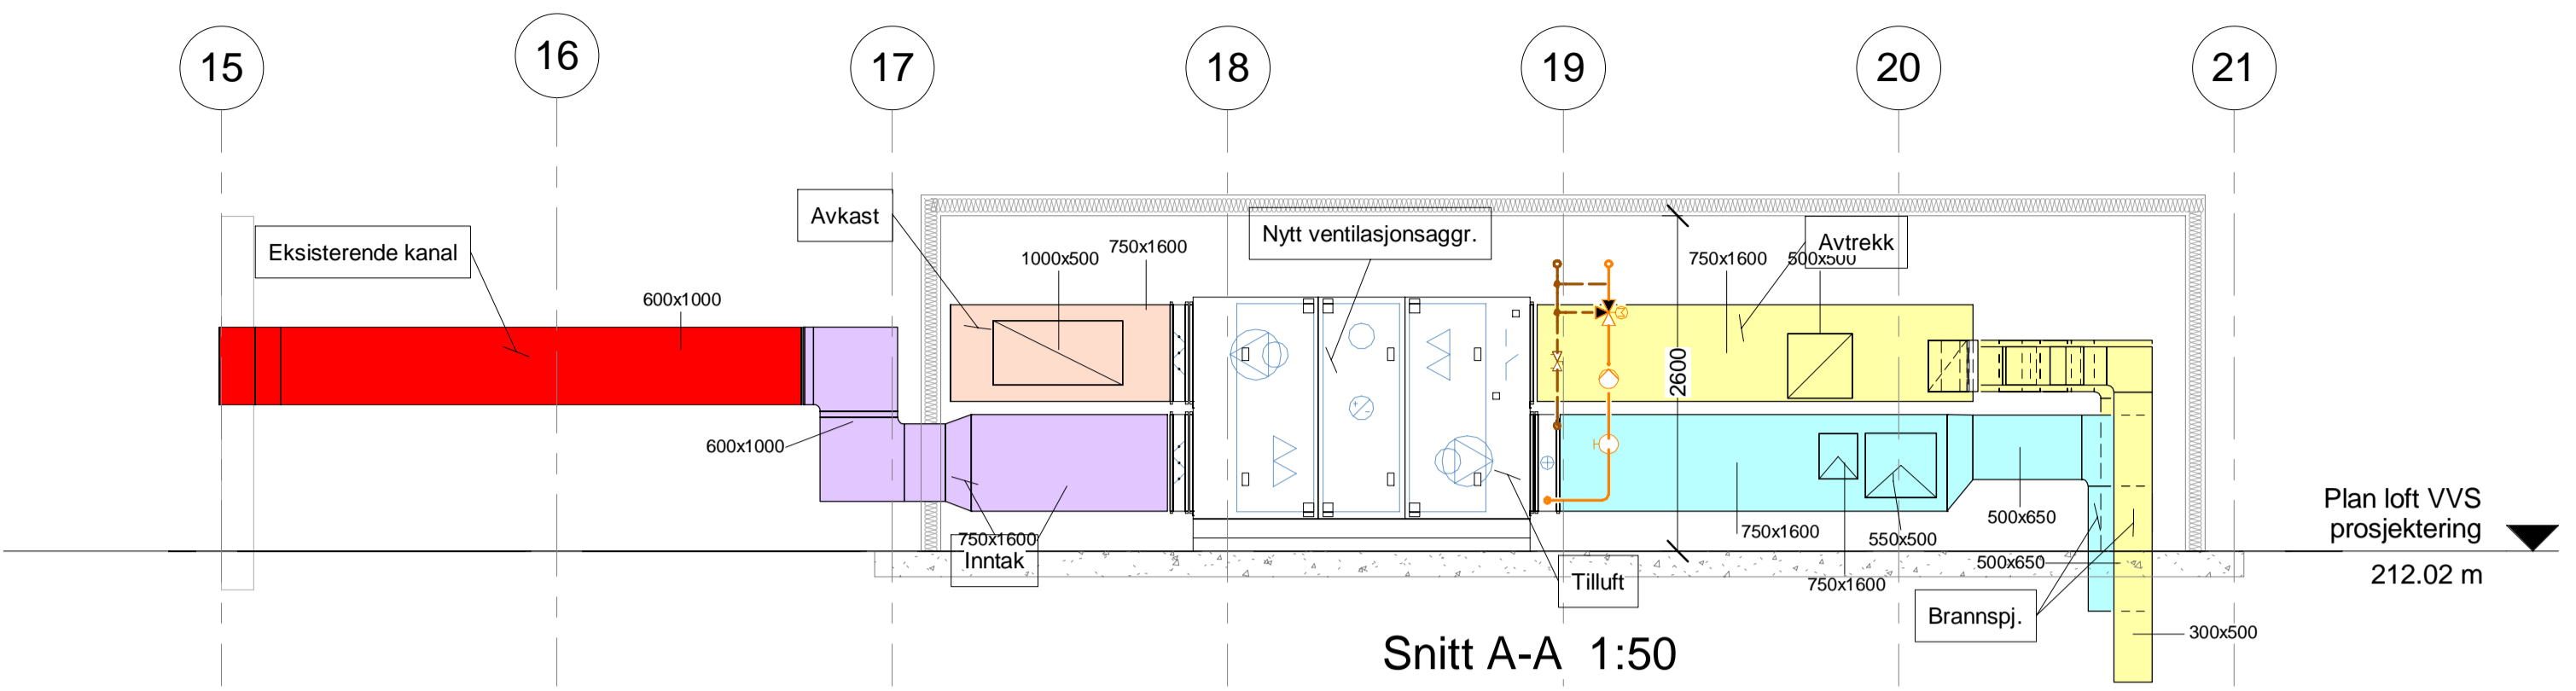 15
16
17
18
19
20
21
Avkast
Eksisterende kanal
600x1000
1000x500
750x1600
Nytt ventilasjonsaggr.
750x1600
500x500
Avtrekk
2600
600x1000
750x1600
Inntak
Tilluft
750x1600
550x500
750x1600
500x650
500x650
Brannspj.
300x500
Plan loft VVS
prosjektering
212.02 m
Snitt A-A 1:50